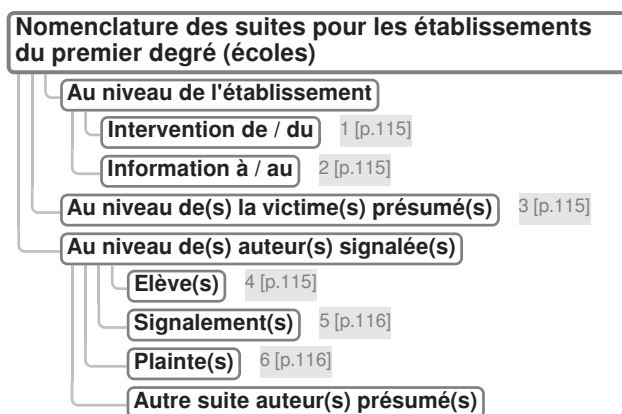 Nomenclature des suites pour les établissements
du premier degré (écoles)
Au niveau de l'établissement
Intervention de / du 1 [p.115]
Information à / au 2 [p.115]
Au niveau de(s) la victime(s) présumé(s) 3 [p.115]
Au niveau de(s) auteur(s) signalée(s)
Elève(s) 4 [p.115]
Signalement(s) 5 [p.116]
Plainte(s) 6 [p.116]
Autre suite auteur(s) présumé(s)